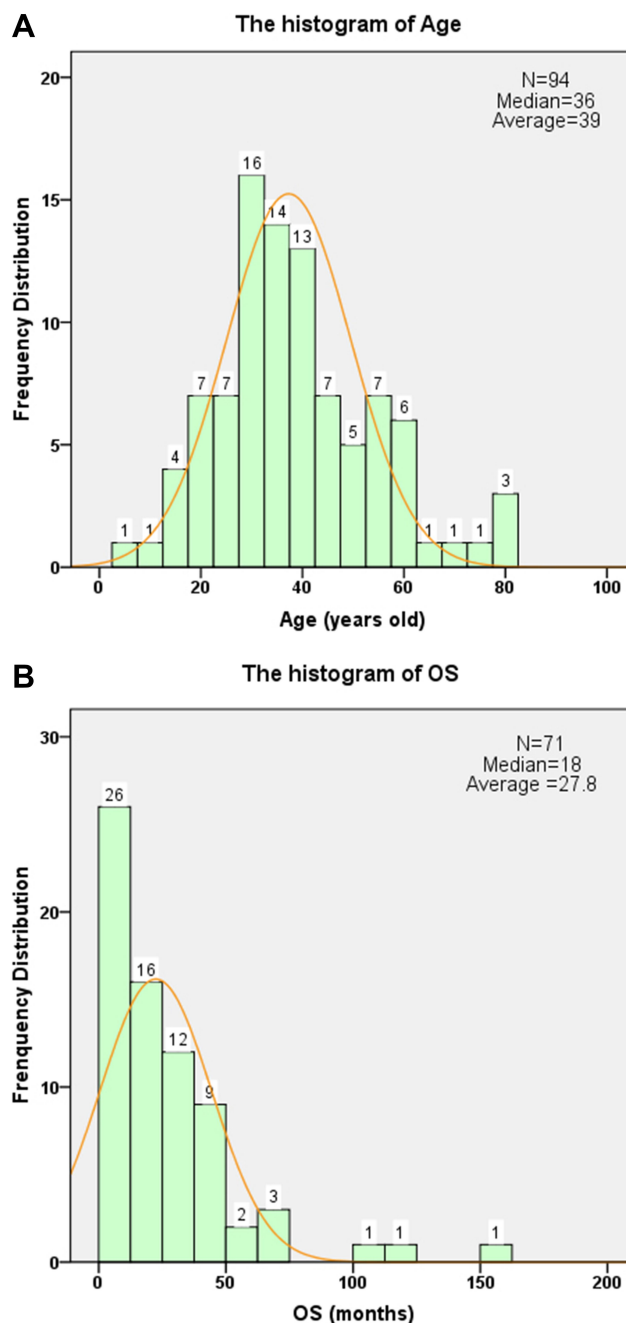 A
The histogram of Age
N=94
Median=36
Average=39
20
15
10
5
0
Frequency Distribution
1 1 4 7 7 16 14 13 7 5 7 6 1 1 1 3
0 20 40 60 80 100
Age (years old)
B
The histogram of OS
N=71
Median=18
Average =27.8
30
20
10
0
Frenquency Distribution
26 16 12 9 2 3 1 1 1
0 50 100 150 200
OS (months)